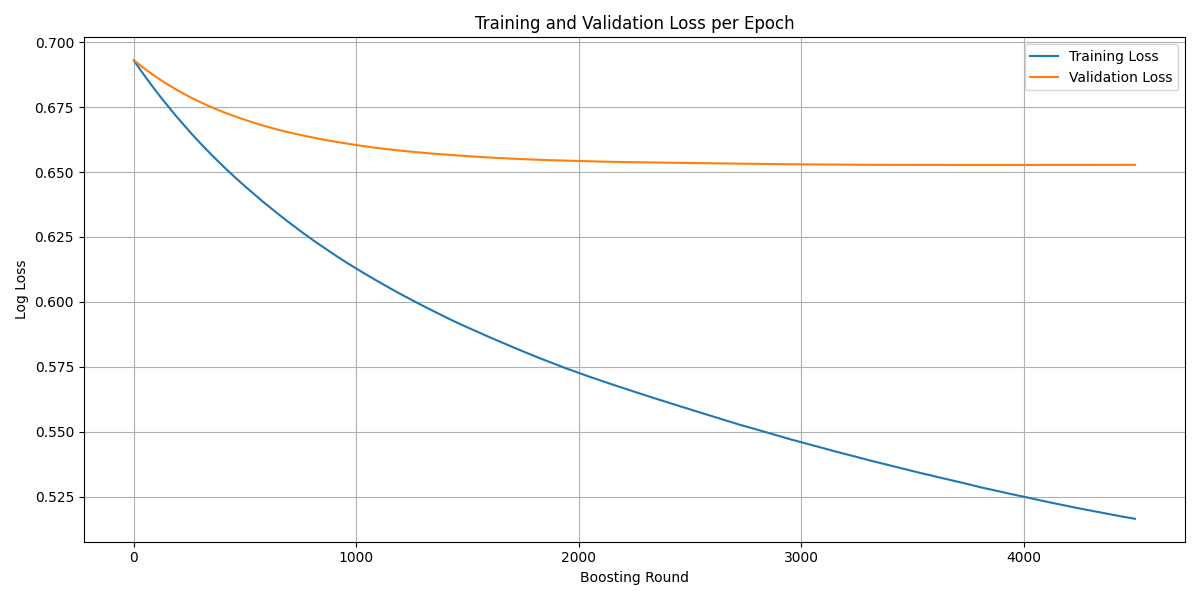 Training and Validation Loss per Epoch
Training Loss
Validation Loss
Log Loss
0.700
0.675
0.650
0.625
0.600
0.575
0.550
0.525
0 1000 2000 3000 4000
Boosting Round